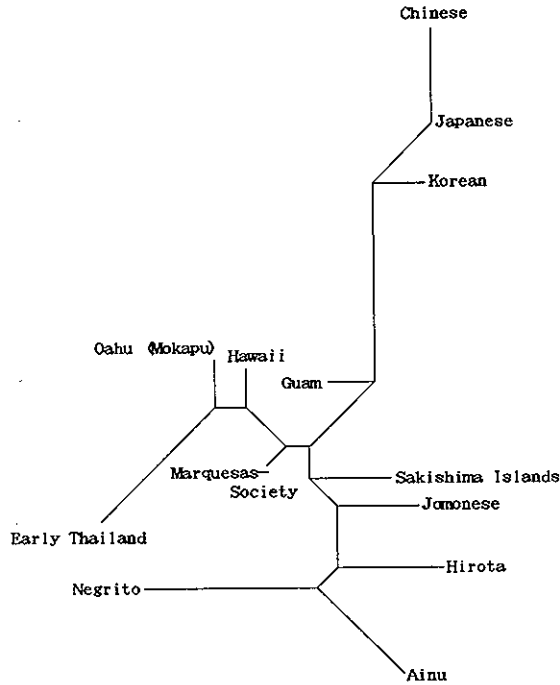 Chinese
Japanese
Korean
Oahu (Mokapu)
Hawaii
Guam
Marquesas
Society
Sakishima Islands
Jomonese
Early Thailand
Hirota
Negrito
Ainu